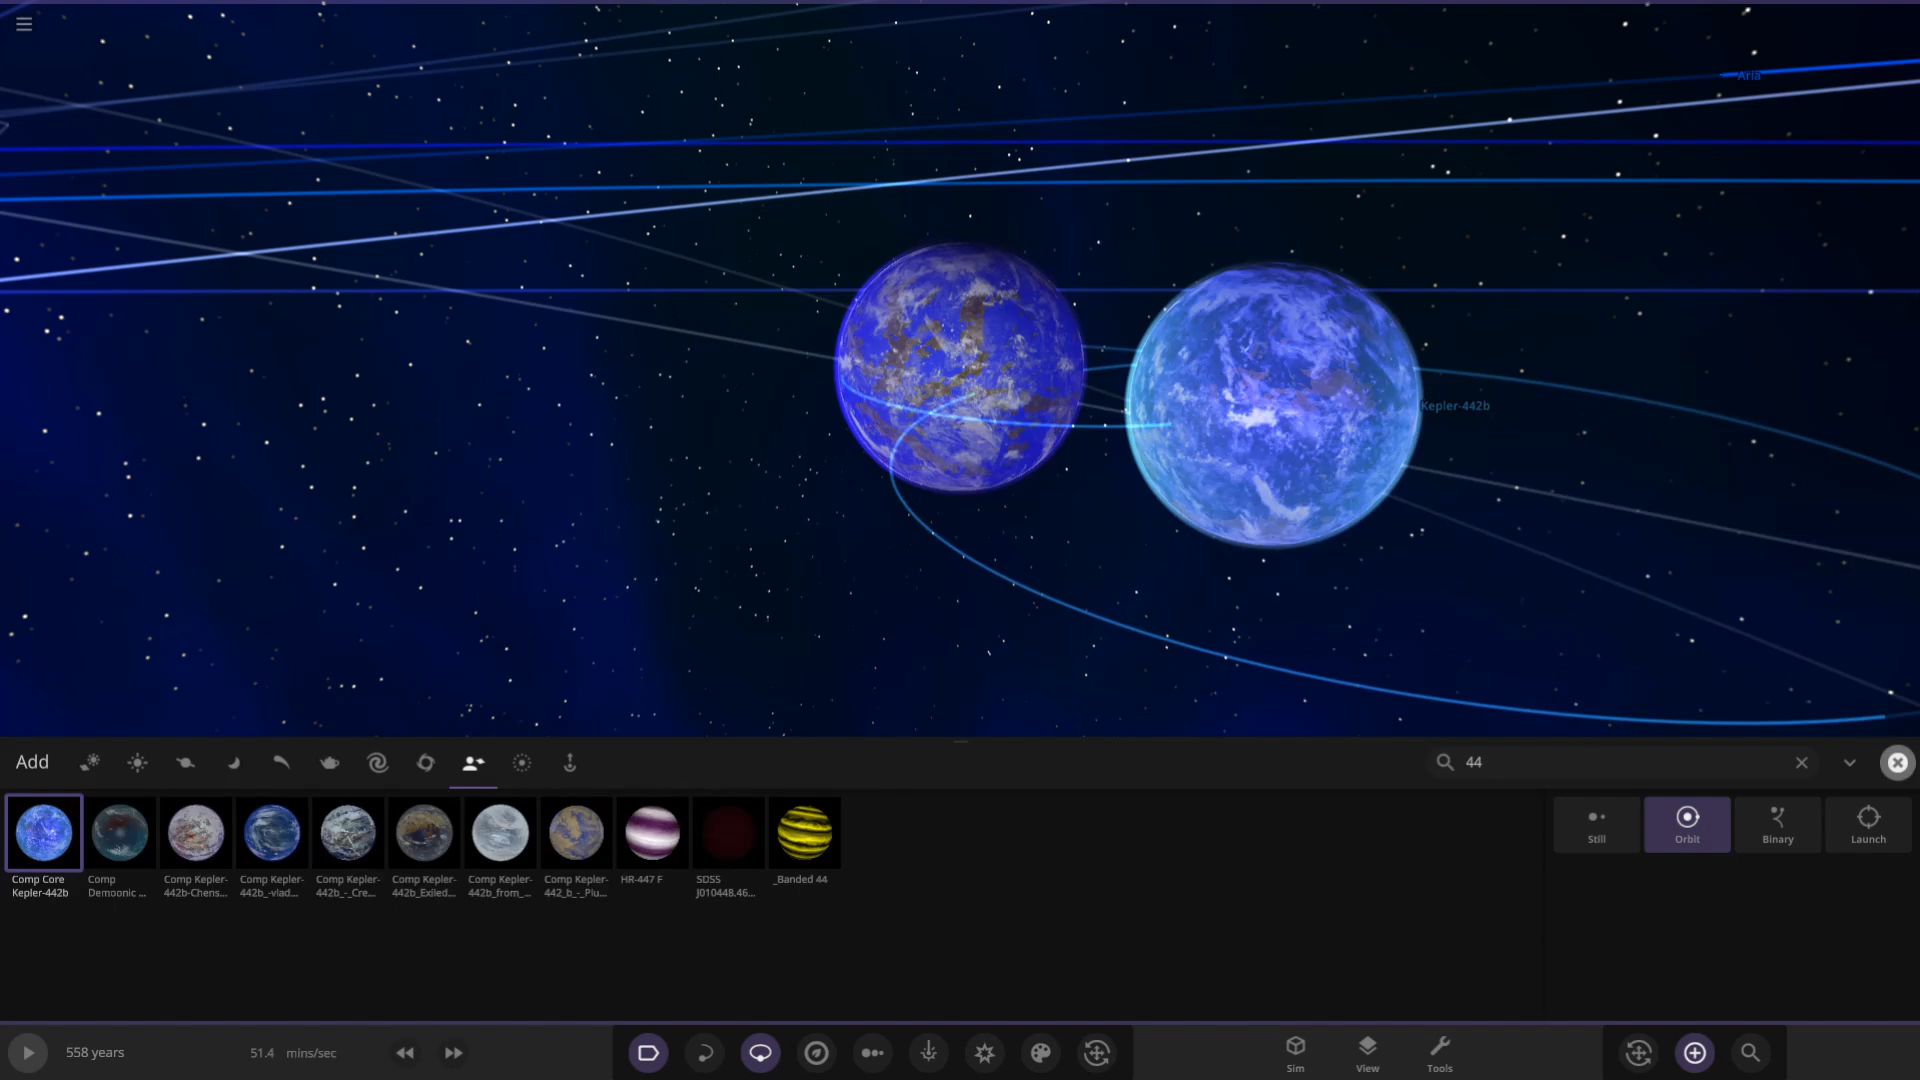 Aria
Kepler-442b
Add
44
Comp Core
Kepler-442b
Comp
Demoonic ...
Comp Kepler-
442b-Chens...
Comp Kepler-
442b_-vlad...
Comp Kepler-
442b_-_Cre...
Comp Kepler-
442b_Exiled...
Comp Kepler-
442b_from_...
Comp Kepler-
442_b_-_Plu...
HR-447 F
SDSS
J010448.46...
_Banded 44
Still
Orbit
Binary
Launch
558 years
51.4 mins/sec
Sim
View
Tools